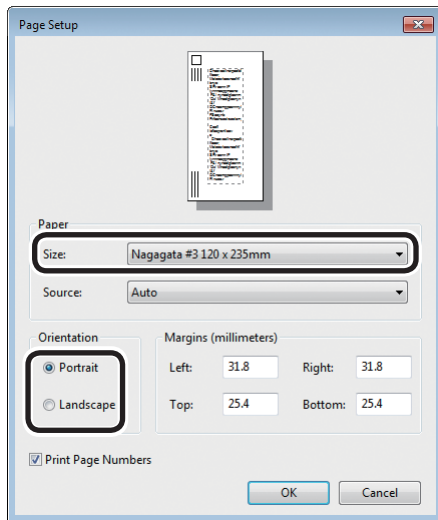 Page Setup
Paper
Size: Nagagata #3 120 x 235mm
Source: Auto
Orientation Margins (millimeters)
Portrait Left: 31.8 Right: 31.8
Landscape Top: 25.4 Bottom: 25.4
Print Page Numbers
OK Cancel